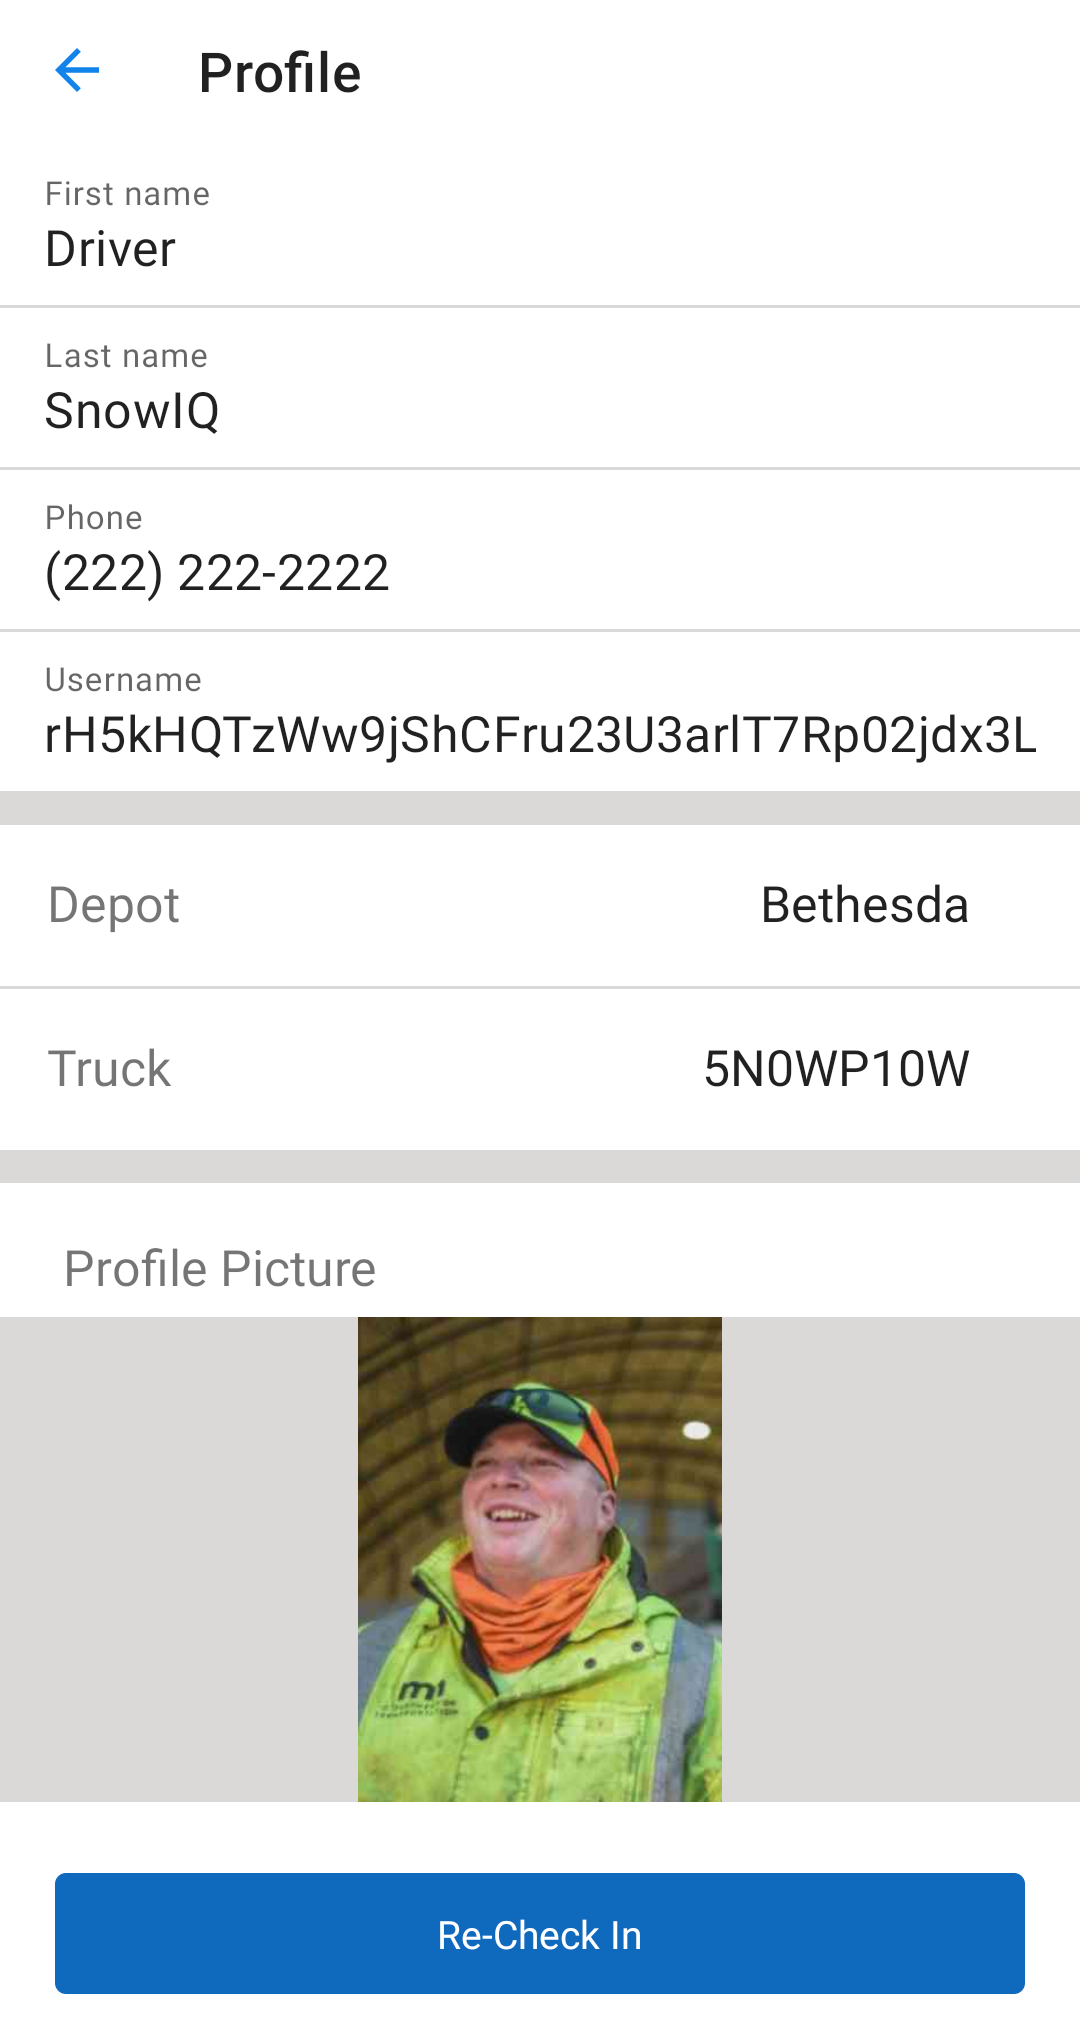 Profile
First name
Driver
Last name
SnowIQ
Phone
(222) 222-2222
Username
rH5kHQTzWw9jShCFru23U3arlT7Rp02jdx3L
Depot Bethesda
Truck 5N0WP10W
Profile Picture
Re-Check In